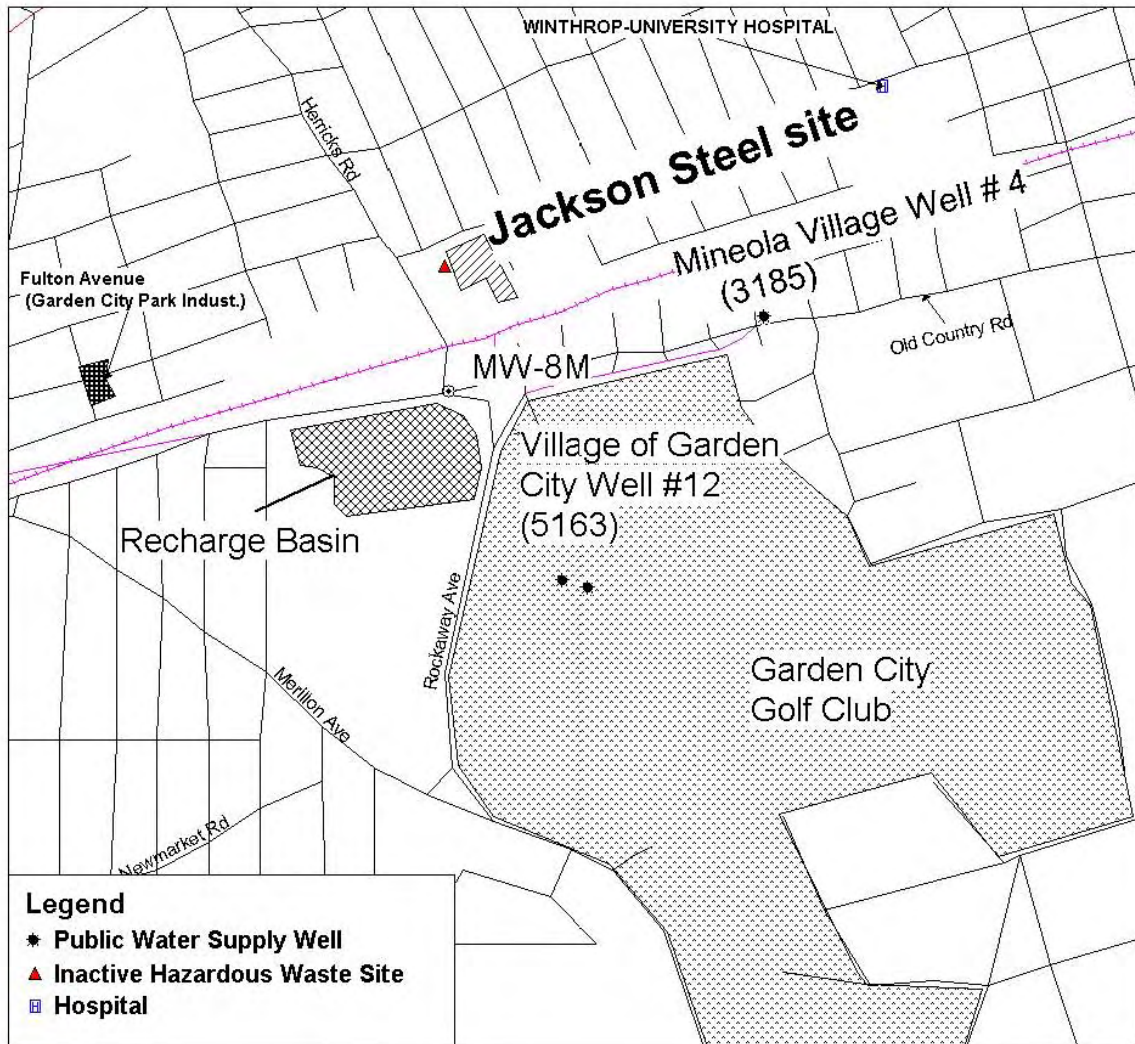 WINTHROP-UNIVERSITY HOSPITAL
H
Herricks Rd
Jackson Steel site
Mineola Village Well # 4
(3185)
Fulton Avenue
(Garden City Park Indust.)
Old Country Rd
MW-8M
Village of Garden
City Well #12
(5163)
Recharge Basin
Rockaway Ave
Garden City
Golf Club
Merillon Ave
Newmarket Rd
Legend
Public Water Supply Well
Inactive Hazardous Waste Site
H Hospital